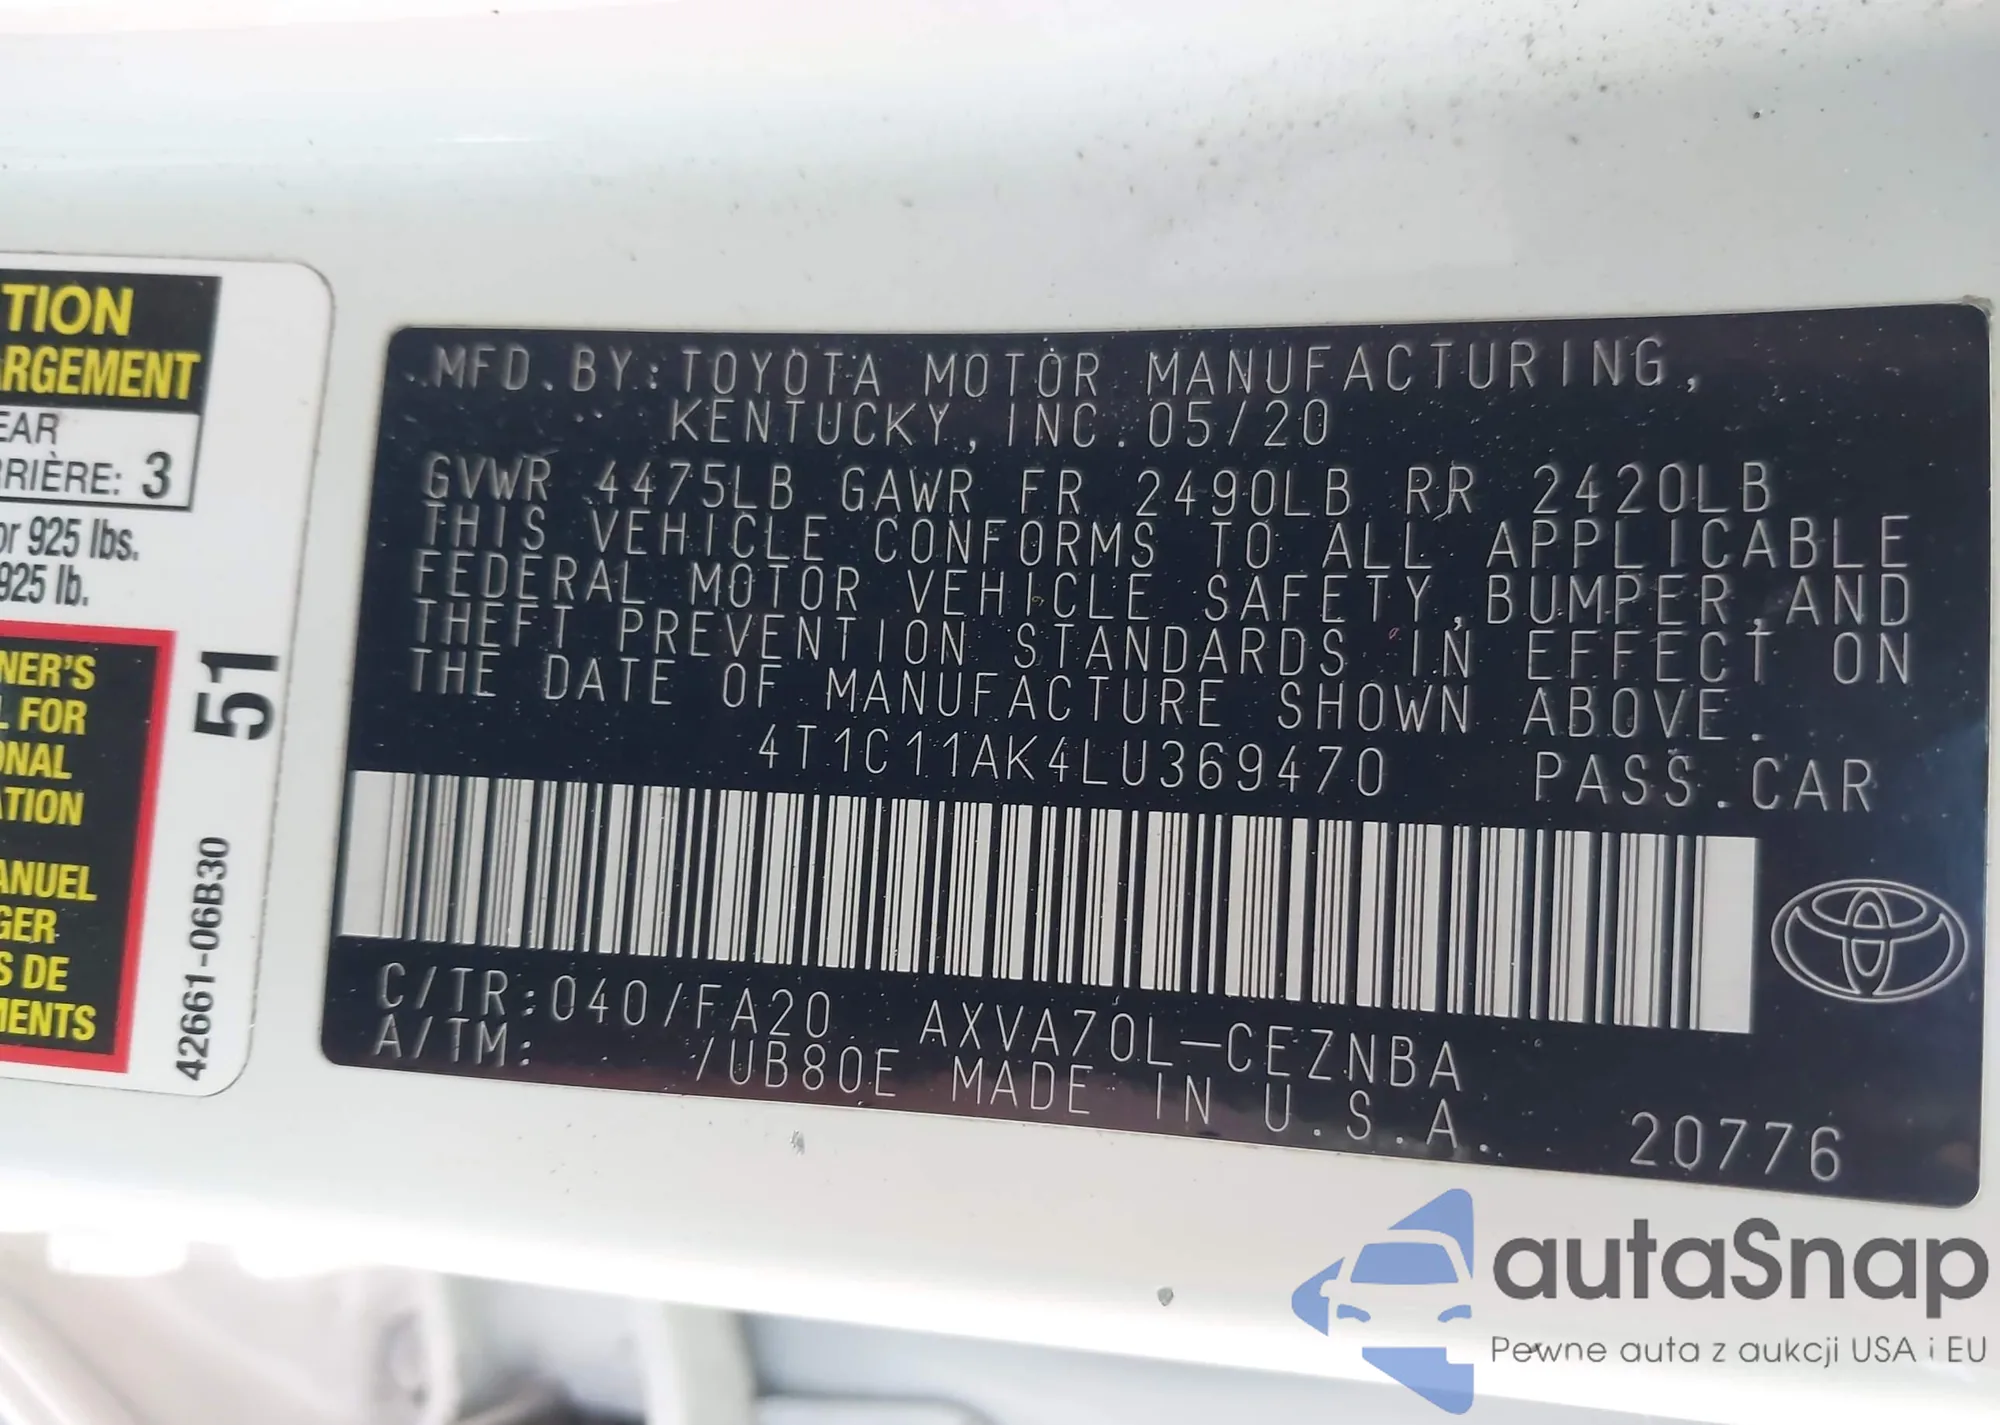 TION
ARGEMENT
EAR
RRIÈRE: 3
or 925 lbs.
925 lb.
NER'S
L FOR
ONAL
ATION
ANUEL
GER
S DE
MENTS
51
42661-06B30
MFD.BY:TOYOTA MOTOR MANUFACTURING,
KENTUCKY,INC.05/20
GVWR 4475LB GAWR FR 2490LB RR 2420LB
THIS VEHICLE CONFORMS TO ALL APPLICABLE
FEDERAL MOTOR VEHICLE SAFETY,BUMPER,AND
THEFT PREVENTION STANDARDS IN EFFECT ON
THE DATE OF MANUFACTURE SHOWN ABOVE.
4T1C11AK4LU369470 PASS.CAR
C/TR:040/FA20 AXVA70L-CEZNBA
A/TM: /UB80E MADE IN U.S.A.
20776
autaSnap
Pewne auta z aukcji USA i EU